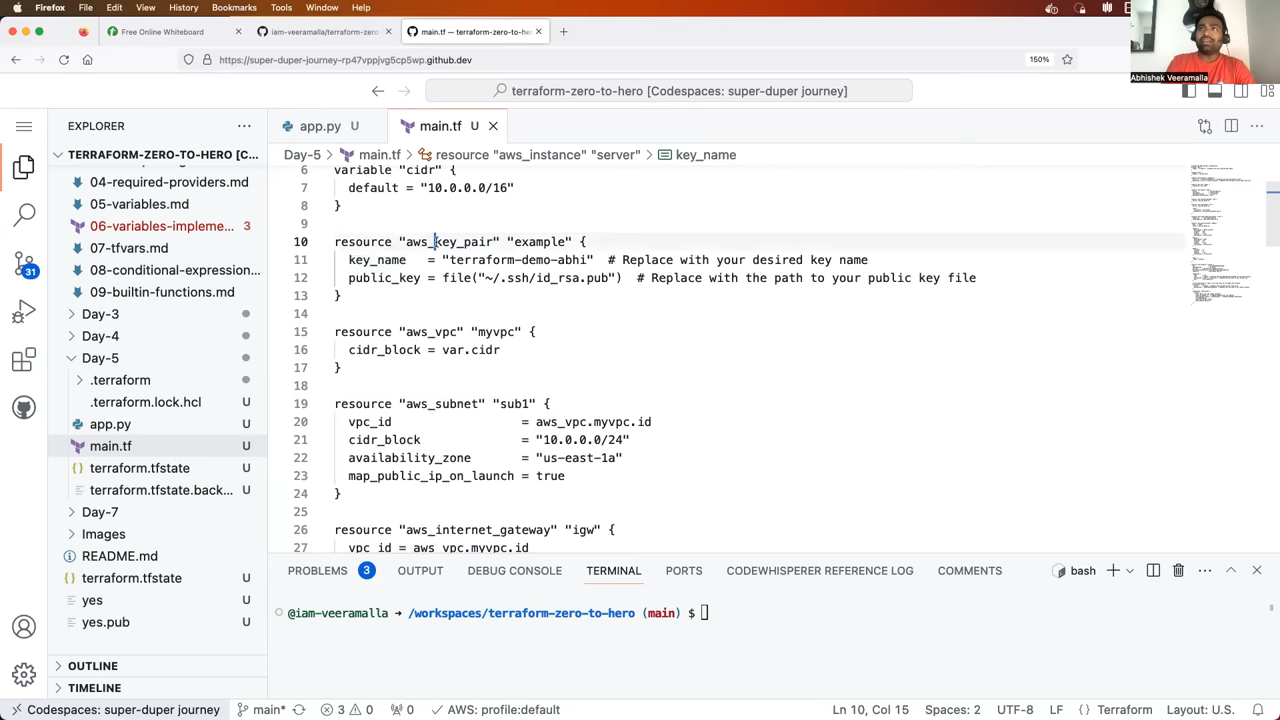 Firefox File Edit View History Bookmarks Tools Window Help
Free Online Whiteboard
iam-veeramalla/terraform-zero
main.tf — terraform-zero-to-he
https://super-duper-journey-rp47vppjvg5cp5wp.github.dev
150%
Abhishek Veeramalla
terraform-zero-to-hero [Codespaces: super-duper journey]
EXPLORER
app.py U
main.tf U
TERRAFORM-ZERO-TO-HERO [C...
Day-5 > main.tf > resource "aws_instance" "server" > key_name
04-required-providers.md
05-variables.md
06-variables-impleme... 3
07-tfvars.md
08-conditional-expression...
09-builtin-functions.md
Day-3
Day-4
Day-5
.terraform
.terraform.lock.hcl U
app.py U
main.tf U
terraform.tfstate U
terraform.tfstate.back... U
Day-7
Images
README.md
terraform.tfstate U
yes U
yes.pub U
OUTLINE
TIMELINE
31
6 variable "cidr" {
7 default = "10.0.0.0/16"
8 }
9
10 resource "aws_key_pair" "example" {
11 key_name = "terraform-demo-abhi" # Replace with your desired key name
12 public_key = file("~/.ssh/id_rsa.pub") # Replace with the path to your public key file
13 }
14
15 resource "aws_vpc" "myvpc" {
16 cidr_block = var.cidr
17 }
18
19 resource "aws_subnet" "sub1" {
20 vpc_id = aws_vpc.myvpc.id
21 cidr_block = "10.0.0.0/24"
22 availability_zone = "us-east-1a"
23 map_public_ip_on_launch = true
24 }
25
26 resource "aws_internet_gateway" "igw" {
27 vpc_id = aws_vpc.myvpc.id
PROBLEMS 3 OUTPUT DEBUG CONSOLE TERMINAL PORTS CODEWHISPERER REFERENCE LOG COMMENTS
bash
@iam-veeramalla → /workspaces/terraform-zero-to-hero (main) $
Codespaces: super-duper journey main* 3 0 0 AWS: profile:default Ln 10, Col 15 Spaces: 2 UTF-8 LF {} Terraform Layout: U.S.